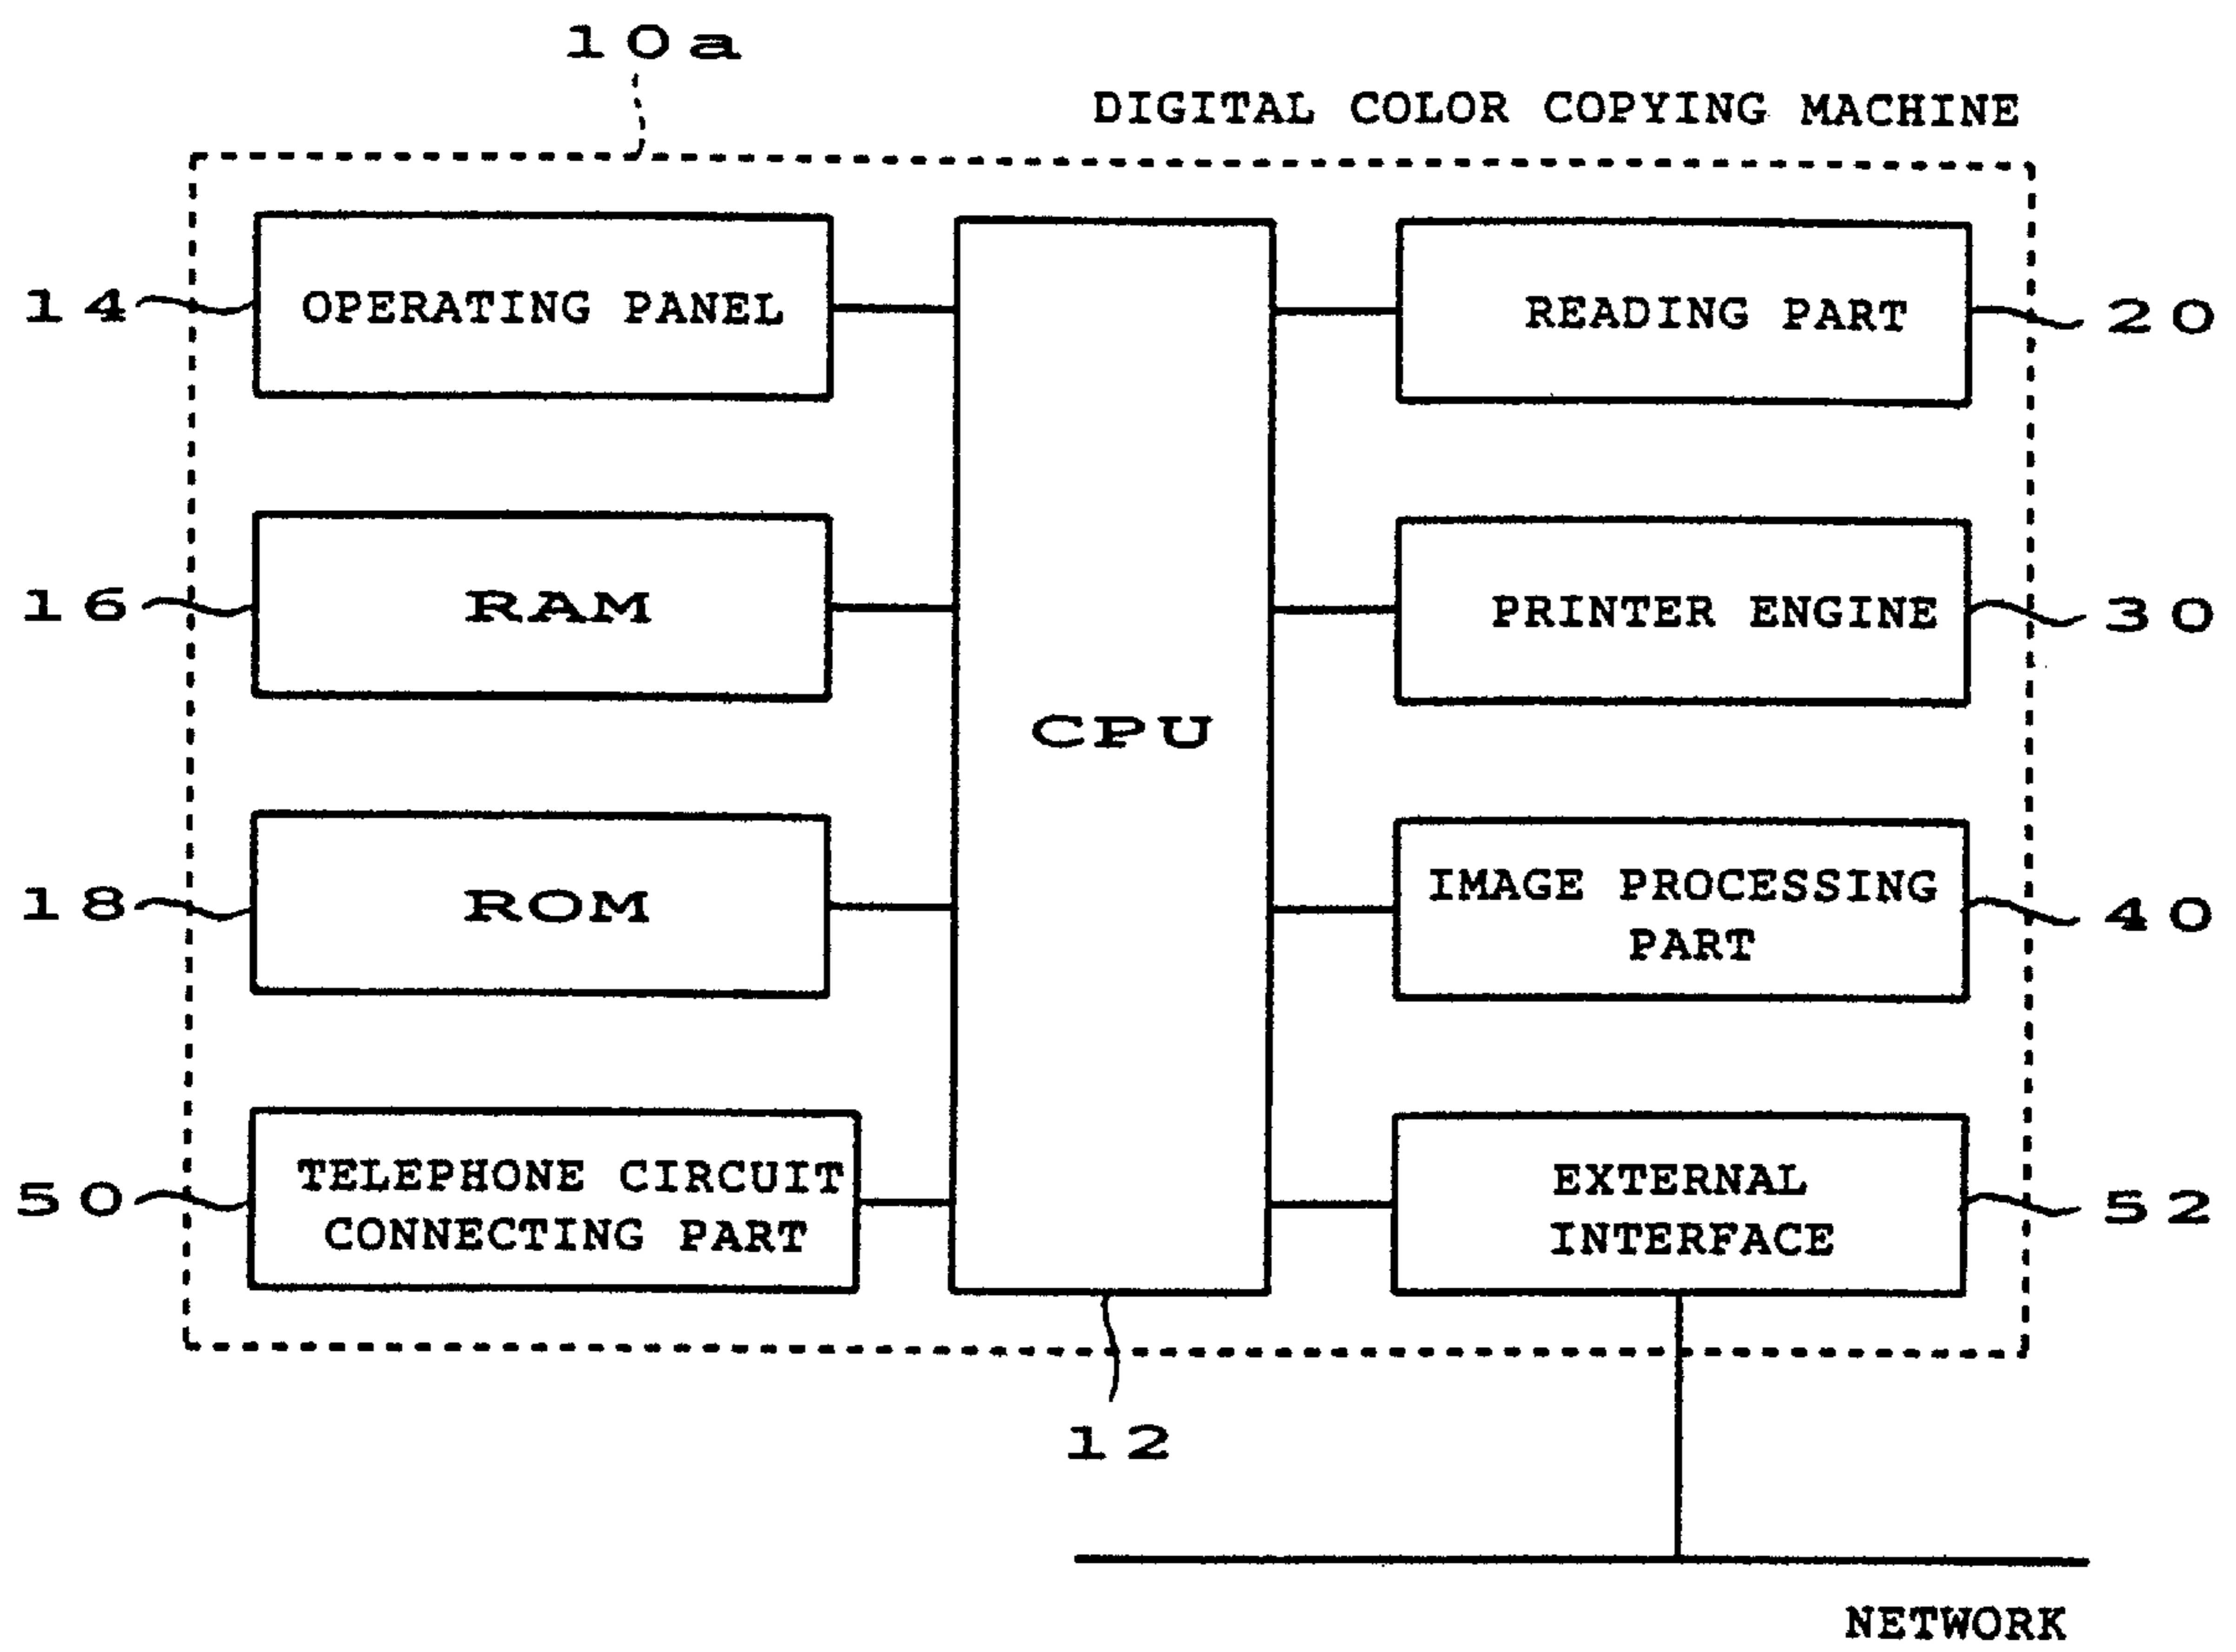 10a
DIGITAL COLOR COPYING MACHINE
14
OPERATING PANEL
READING PART
20
16
RAM
PRINTER ENGINE
30
CPU
18
ROM
IMAGE PROCESSING
PART
40
50
TELEPHONE CIRCUIT
CONNECTING PART
EXTERNAL
INTERFACE
52
12
NETWORK